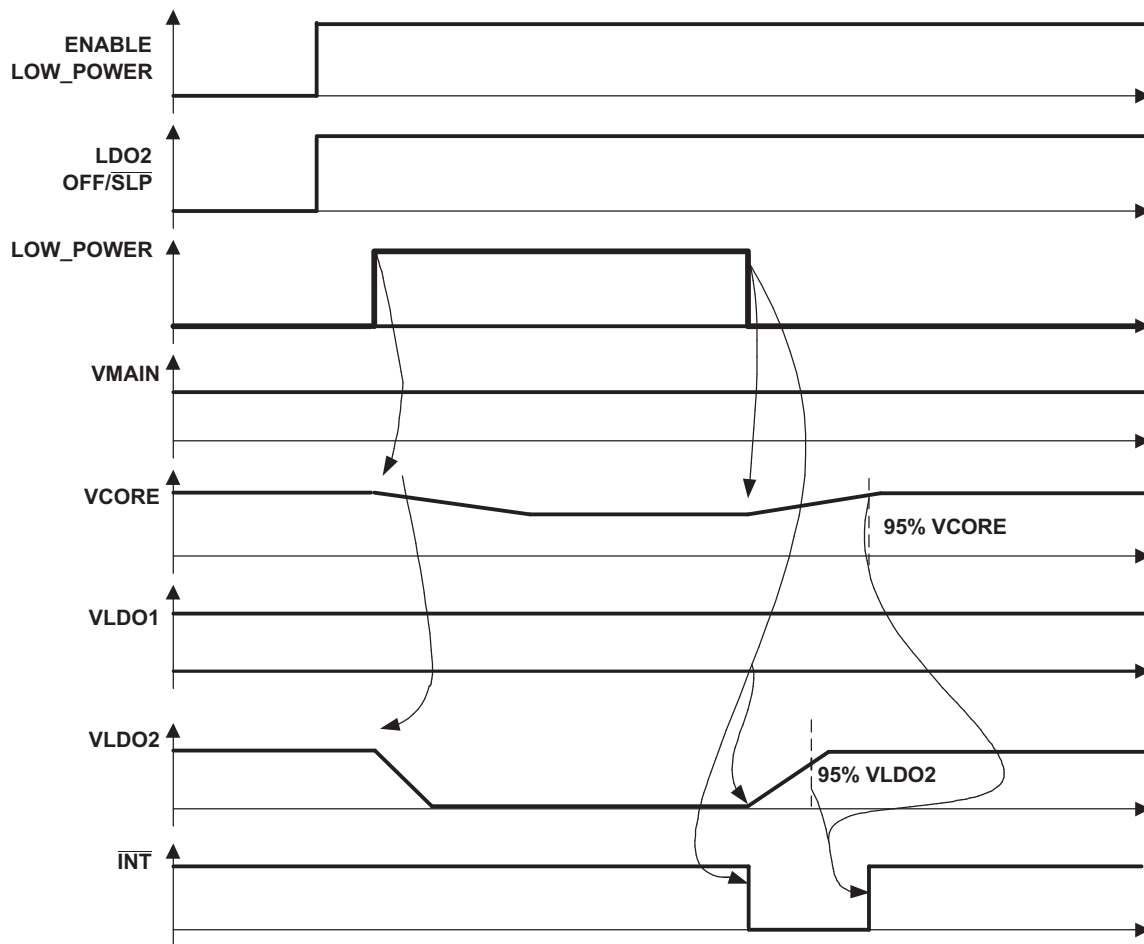 ENABLE
LOW_POWER
LDO2
OFF/SLP
LOW_POWER
VMAIN
VCORE
95% VCORE
VLDO1
VLDO2
95% VLDO2
INT